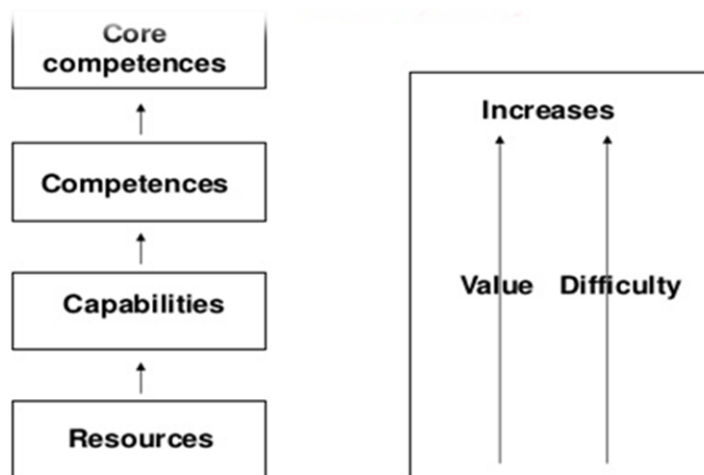 Core
competences
Competences
Capabilities
Resources
Increases
Value Difficulty